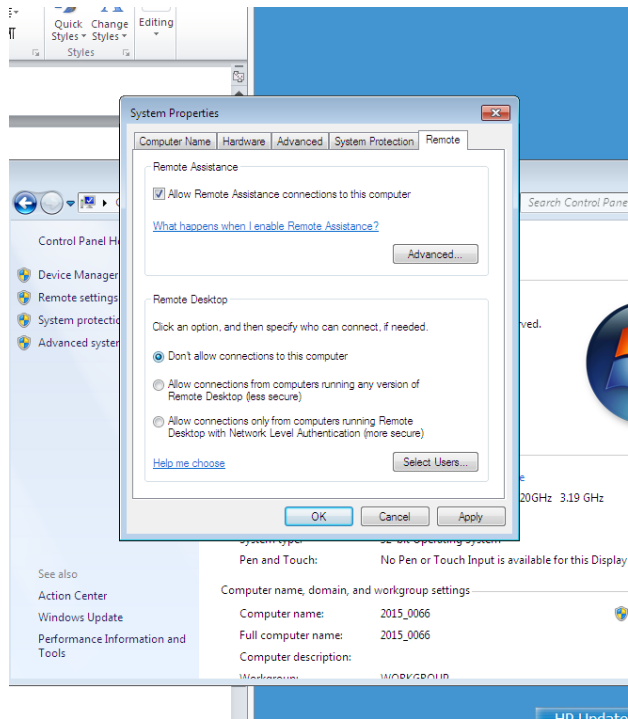 Quick Change
Styles Styles
Editing
Styles
System Properties
Computer Name Hardware Advanced System Protection Remote
Remote Assistance
Allow Remote Assistance connections to this computer
What happens when I enable Remote Assistance?
Advanced...
Remote Desktop
Click an option, and then specify who can connect, if needed.
Don't allow connections to this computer
Allow connections from computers running any version of
Remote Desktop (less secure)
Allow connections only from computers running Remote
Desktop with Network Level Authentication (more secure)
Help me choose
Select Users...
OK Cancel Apply
Search Control Pane
Control Panel H
Device Manager
Remote settings
System protectio
Advanced syster
ved.
20GHz 3.19 GHz
Pen and Touch: No Pen or Touch Input is available for this Display
Computer name, domain, and workgroup settings
Computer name: 2015_0066
Full computer name: 2015_0066
Computer description:
Workgroup: WORKGROUP
See also
Action Center
Windows Update
Performance Information and
Tools
HP Update